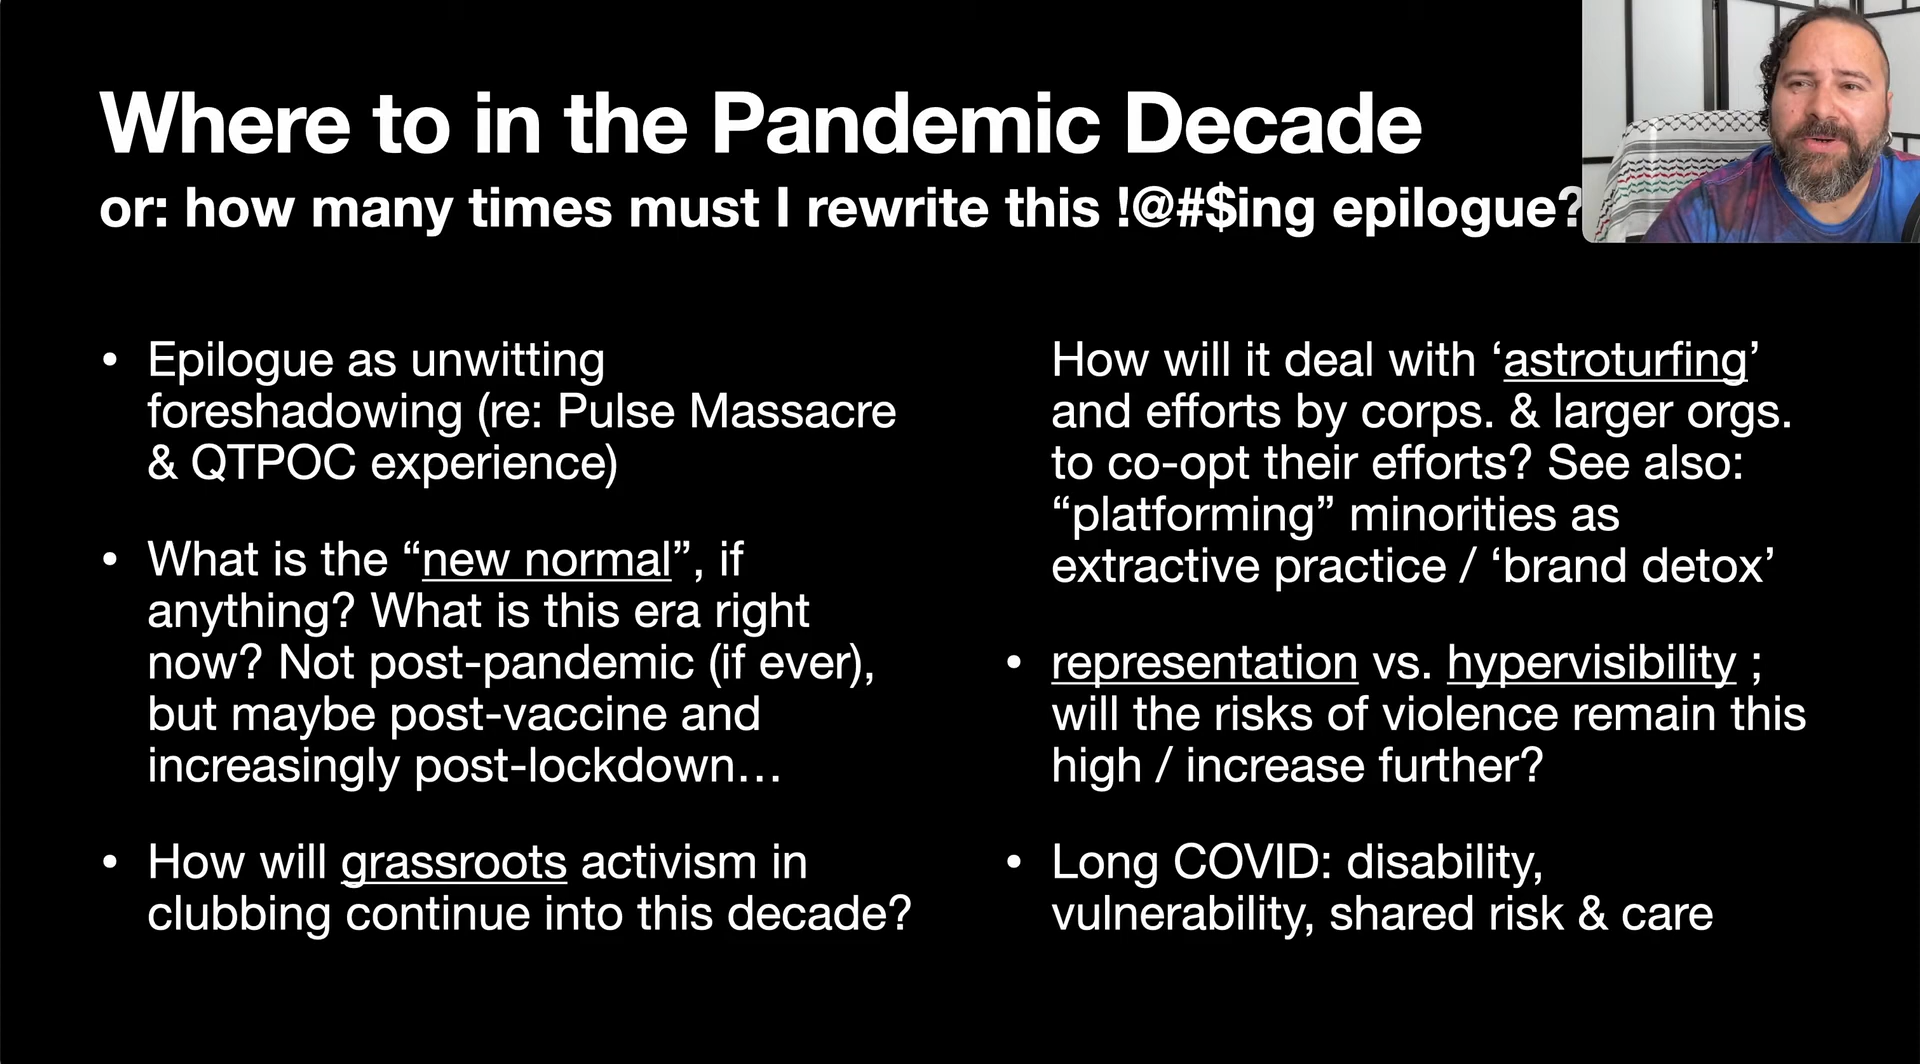 Where to in the Pandemic Decade
or: how many times must I rewrite this !@#$ing epilogue?
• Epilogue as unwitting
foreshadowing (re: Pulse Massacre
& QTPOC experience)
• What is the “new normal”, if
anything? What is this era right
now? Not post-pandemic (if ever),
but maybe post-vaccine and
increasingly post-lockdown…
• How will grassroots activism in
clubbing continue into this decade?
How will it deal with ‘astroturfing’
and efforts by corps. & larger orgs.
to co-opt their efforts? See also:
“platforming” minorities as
extractive practice / ‘brand detox’
• representation vs. hypervisibility ;
will the risks of violence remain this
high / increase further?
• Long COVID: disability,
vulnerability, shared risk & care